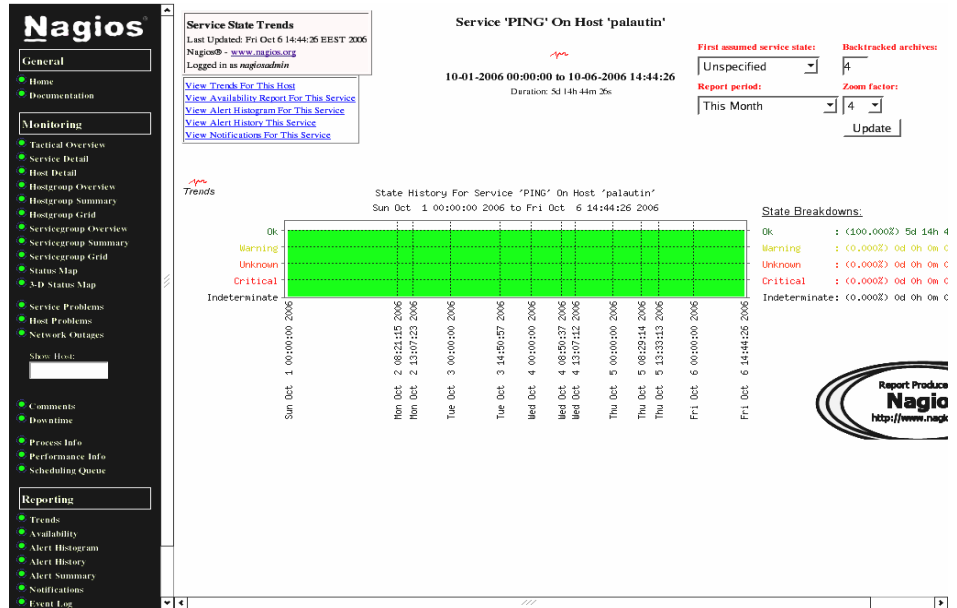 Nagios®
General
Home
Documentation
Monitoring
Tactical Overview
Service Detail
Host Detail
Hostgroup Overview
Hostgroup Summary
Hostgroup Grid
Servicegroup Overview
Servicegroup Summary
Servicegroup Grid
Status Map
3-D Status Map
Service Problems
Host Problems
Network Outages
Show Host:
Comments
Downtime
Process Info
Performance Info
Scheduling Queue
Reporting
Trends
Availability
Alert Histogram
Alert History
Alert Summary
Notifications
Event Log
Service State Trends
Last Updated: Fri Oct 6 14:44:26 EEST 2006
Nagios® - www.nagios.org
Logged in as nagiosadmin
View Trends For This Host
View Availability Report For This Service
View Alert Histogram For This Service
View Alert History This Service
View Notifications For This Service
Service 'PING' On Host 'palautin'
10-01-2006 00:00:00 to 10-06-2006 14:44:26
Duration: 5d 14h 44m 26s
First assumed service state:
Backtracked archives:
Unspecified
4
Report period:
Zoom factor:
This Month
4
Update
Trends
State History For Service 'PING' On Host 'palautin'
Sun Oct 1 00:00:00 2006 to Fri Oct 6 14:44:26 2006
Ok
Warning
Unknown
Critical
Indeterminate
Sun Oct 1 00:00:00 2006
Mon Oct 2 08:21:15 2006
Mon Oct 2 13:07:23 2006
Tue Oct 3 00:00:00 2006
Tue Oct 3 14:50:57 2006
Wed Oct 4 00:00:00 2006
Wed Oct 4 08:50:37 2006
Wed Oct 4 13:07:12 2006
Thu Oct 5 00:00:00 2006
Thu Oct 5 08:29:14 2006
Thu Oct 5 13:33:13 2006
Fri Oct 6 00:00:00 2006
Fri Oct 6 14:44:26 2006
State Breakdowns:
Ok : (100.000%) 5d 14h 4
Warning : (0.000%) 0d 0h 0m
Unknown : (0.000%) 0d 0h 0m
Critical : (0.000%) 0d 0h 0m
Indeterminate: (0.000%) 0d 0h 0m
Report Produce
Nagio
http://www.nagi